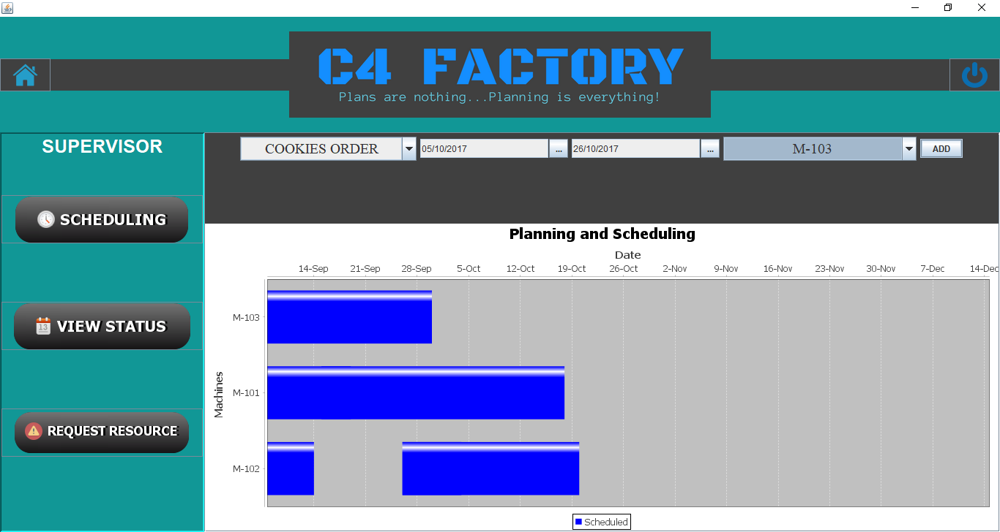 C4 FACTORY
Plans are nothing...Planning is everything!
SUPERVISOR
COOKIES ORDER 05/10/2017 ... 26/10/2017 ... M-103 ADD
SCHEDULING
VIEW STATUS
REQUEST RESOURCE
Planning and Scheduling
Date
14-Sep 21-Sep 28-Sep 5-Oct 12-Oct 19-Oct 26-Oct 2-Nov 9-Nov 16-Nov 23-Nov 30-Nov 7-Dec 14-Dec
Machines
M-103
M-101
M-102
Scheduled